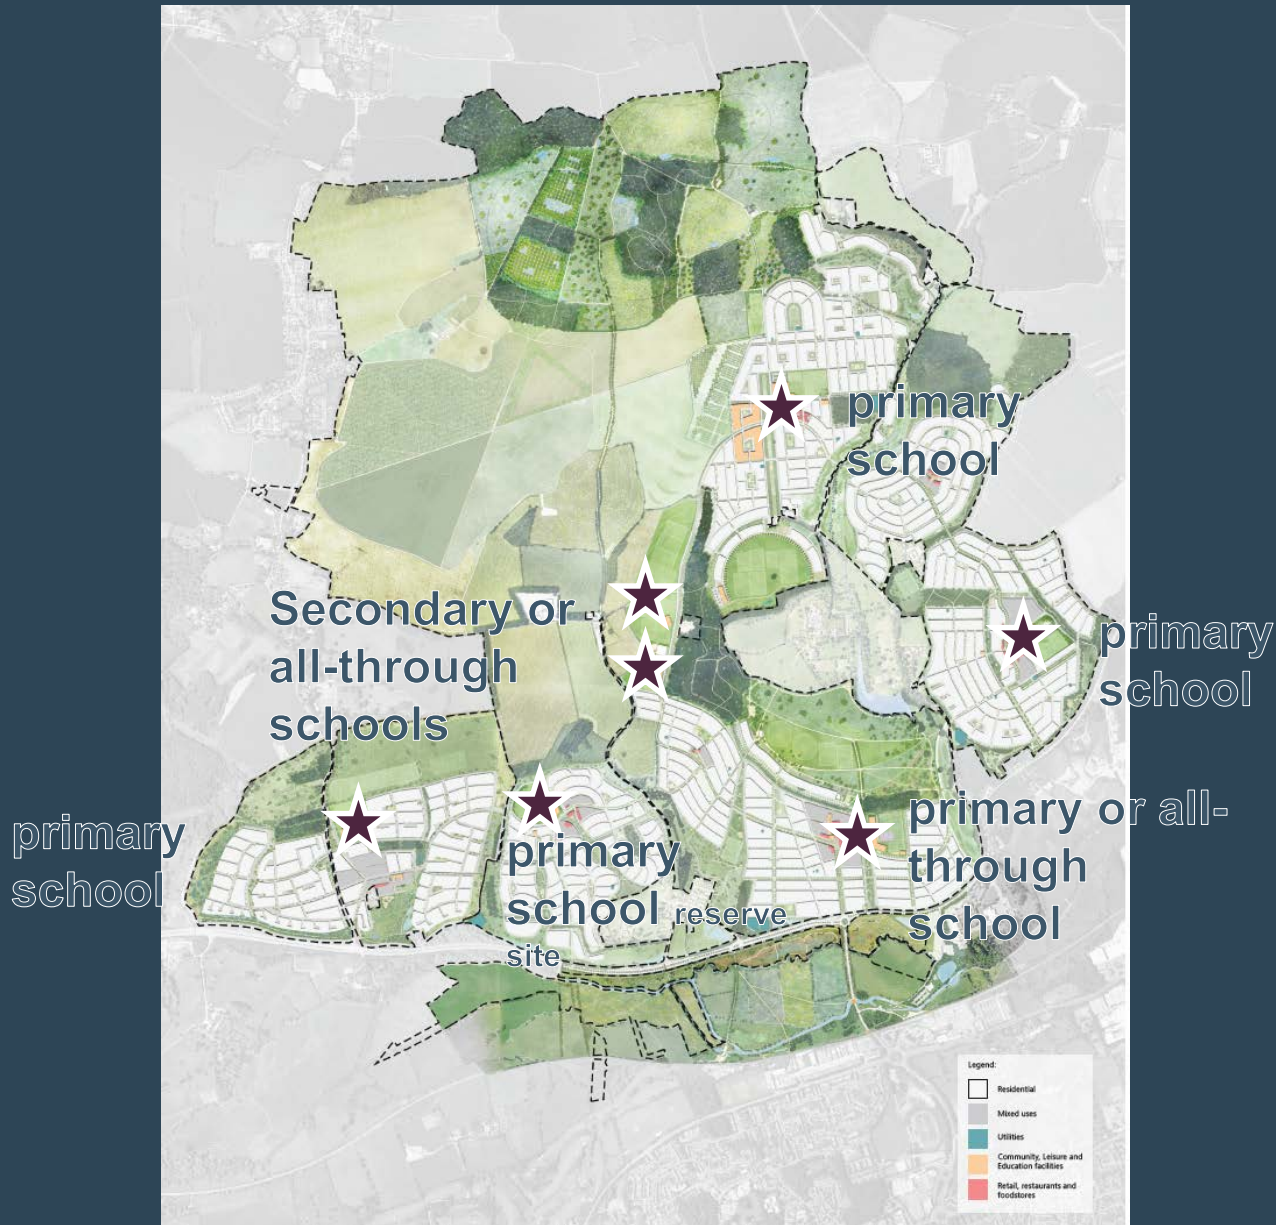 primary
school
Secondary or
all-through
schools
primary
school
primary
school
primary
school reserve
site
primary or all-
through
school
Legend:
Residential
Mixed uses
Utilities
Community, Leisure and
Education facilities
Retail, restaurants and
foodstores